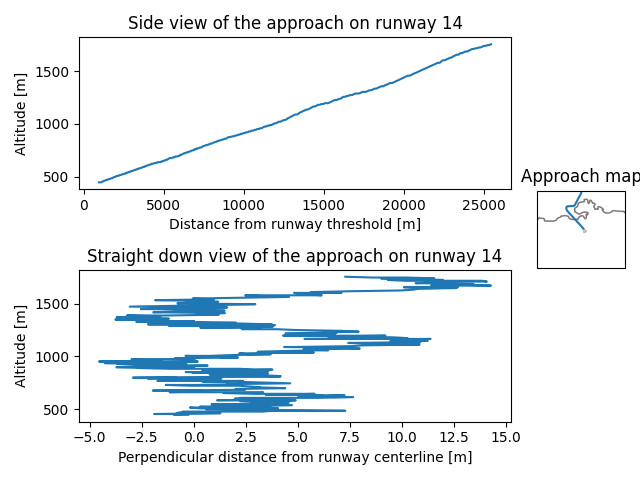 Side view of the approach on runway 14
Altitude [m]
1500
1000
500
0 5000 10000 15000 20000 25000
Distance from runway threshold [m]
Approach map
Straight down view of the approach on runway 14
Altitude [m]
1500
1000
500
−5.0 −2.5 0.0 2.5 5.0 7.5 10.0 12.5 15.0
Perpendicular distance from runway centerline [m]